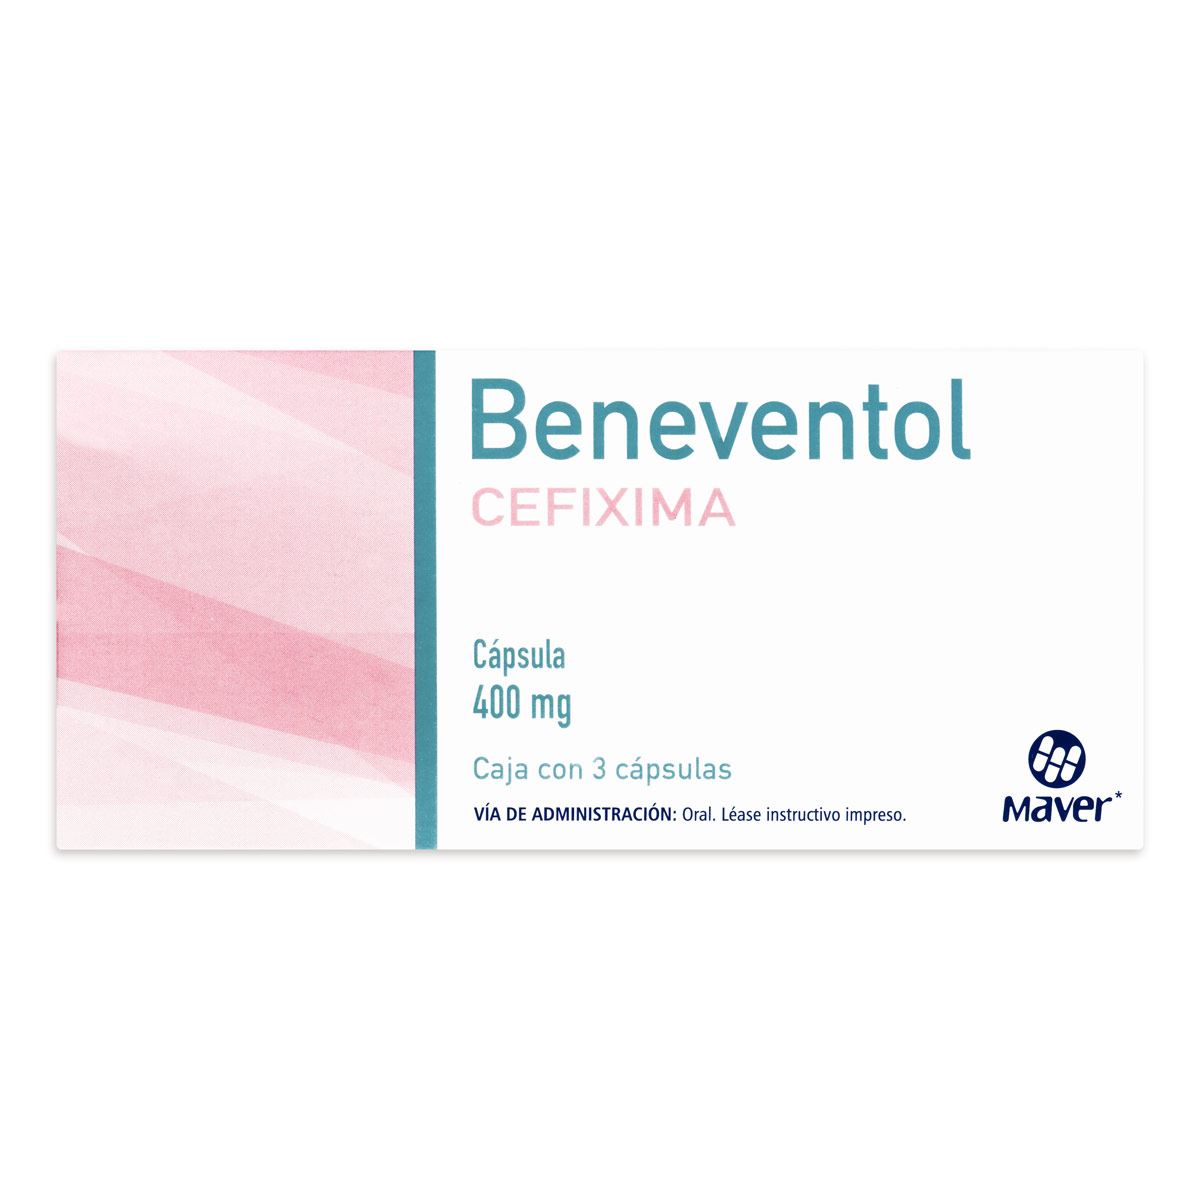 Beneventol
CEFIXIMA
Cápsula
400 mg
Caja con 3 cápsulas
VÍA DE ADMINISTRACIÓN: Oral. Léase instructivo impreso.
Maver*